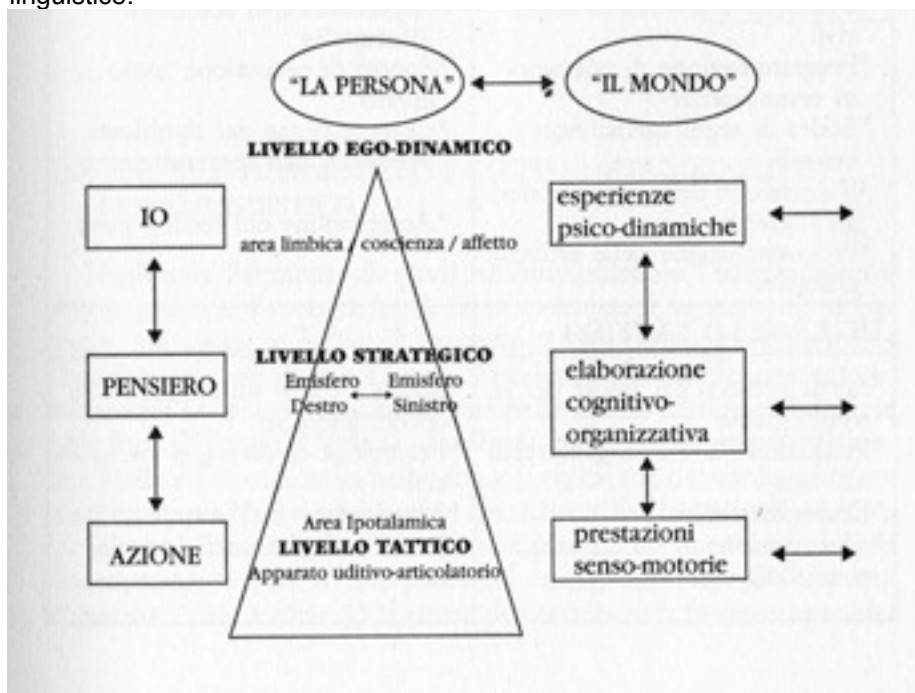 linguistico.
"LA PERSONA" "IL MONDO"
LIVELLO EGO-DINAMICO
IO
area limbica / coscienza / affetto
esperienze
psico-dinamiche
LIVELLO STRATEGICO
PENSIERO
Emisfero Emisfero
Destro Sinistro
elaborazione
cognitivo-
organizzativa
Area Ipotalamica
AZIONE
LIVELLO TATTICO
Apparato uditivo-articolatorio
prestazioni
senso-motorie